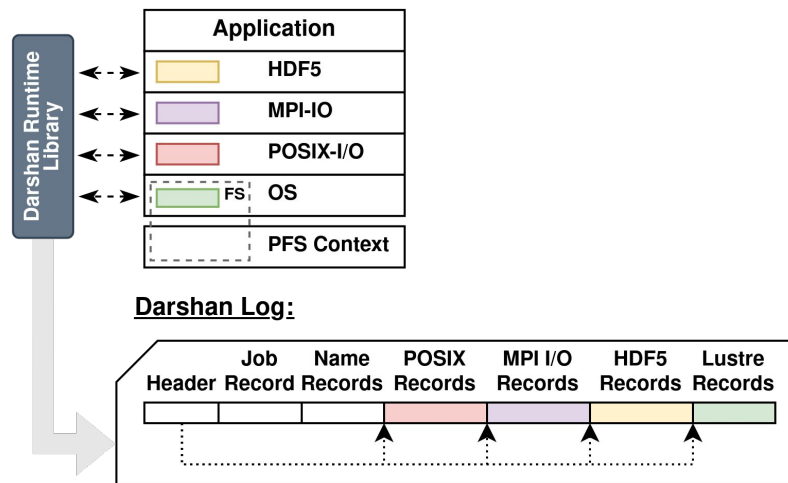 Darshan Runtime
Library
Application
HDF5
MPI-IO
POSIX-I/O
FS OS
PFS Context
Darshan Log:
Header
Job
Record
Name
Records
POSIX
Records
MPI I/O
Records
HDF5
Records
Lustre
Records